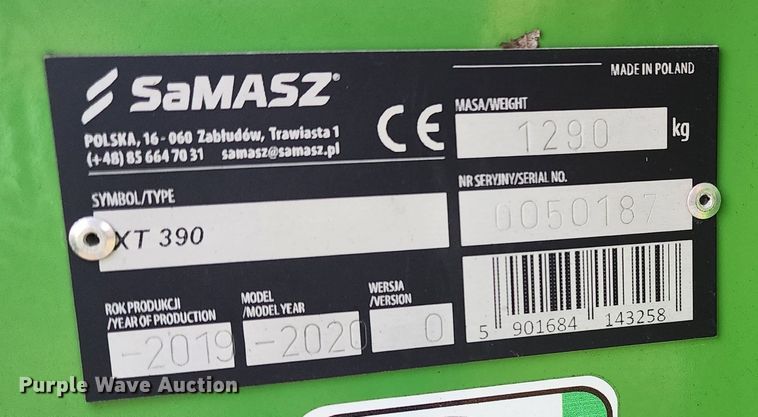 SaMASZ®
MADE IN POLAND
POLSKA, 16-060 Zabłudów, Trawiasta 1
(+48) 85 664 70 31 samasz@samasz.pl
CE
MASA/WEIGHT
1290 kg
SYMBOL/TYPE
XT 390
NR SERYJNY/SERIAL NO.
0050187
ROK PRODUKCJI
/YEAR OF PRODUCTION
-2019
MODEL
/MODEL YEAR
-2020
WERSJA
/VERSION
0
5 901684 143258
Purple Wave Auction